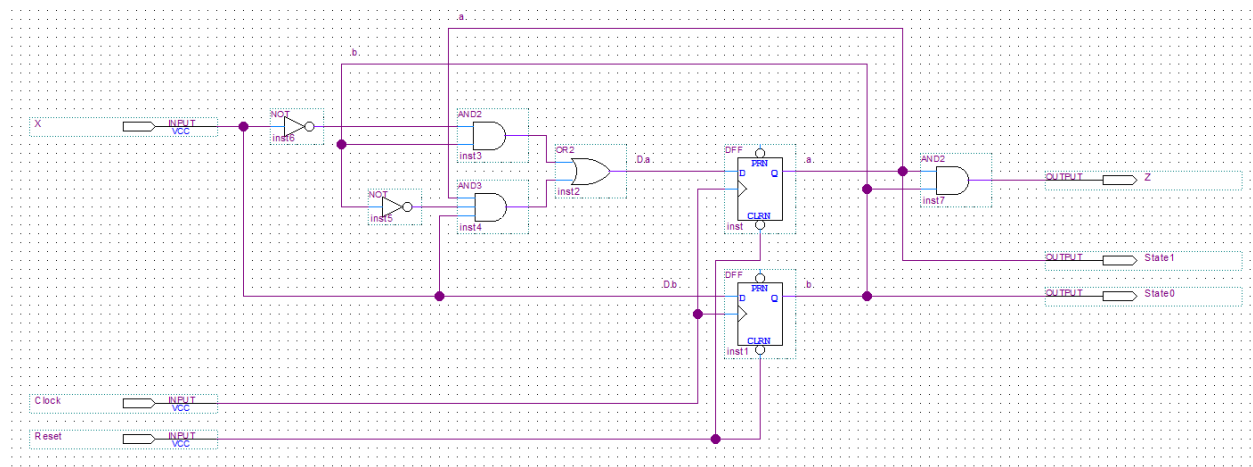 a
b
NOT
AND2
X
INPUT
VCC
inst6
inst3
OR2
DFF
AND2
D.a
PRN
a
D
Q
OUTPUT
Z
NOT
AND3
inst2
inst7
inst5
inst4
CLRN
inst
OUTPUT
State1
DFF
D.b
PRN
b
D
Q
OUTPUT
State0
CLRN
inst1
Clock
INPUT
VCC
Reset
INPUT
VCC